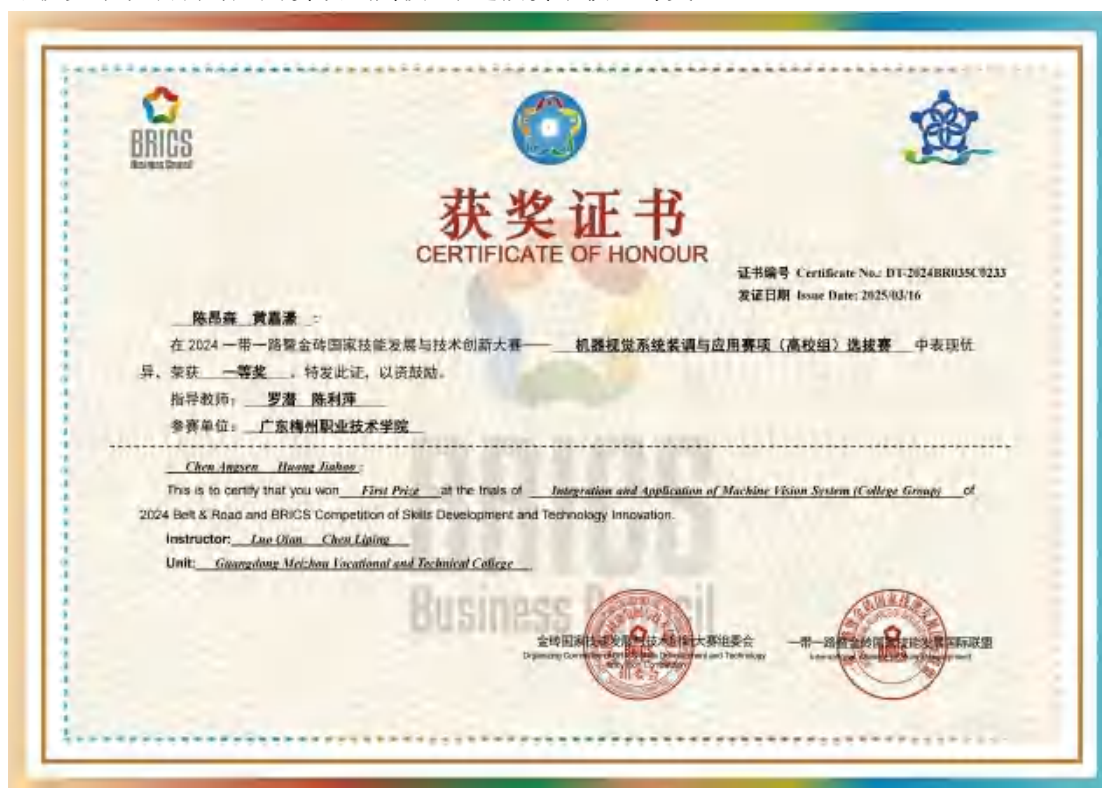 BRICS
Business Council
获奖证书
CERTIFICATE OF HONOUR
证书编号 Certificate No.: DT-2024BR035C0233
发证日期 Issue Date: 2025/03/16
陈昂森 黄嘉濠 :
在 2024 一带一路暨金砖国家技能发展与技术创新大赛—— 机器视觉系统装调与应用赛项（高校组）选拔赛 中表现优
异、荣获 一等奖 ，特发此证，以资鼓励。
指导教师: 罗潜 陈利萍
参赛单位: 广东梅州职业技术学院
Chen Angsen Huang Jiahao :
This is to certify that you won First Prize at the trials of Integration and Application of Machine Vision System (College Group) of
2024 Belt & Road and BRICS Competition of Skills Development and Technology Innovation.
Instructor: Luo Qian Chen Liping
Unit: Guangdong Meizhou Vocational and Technical College
Business Council
金砖国家技能发展与技术创新大赛组委会
一带一路暨金砖国家技能发展国际联盟